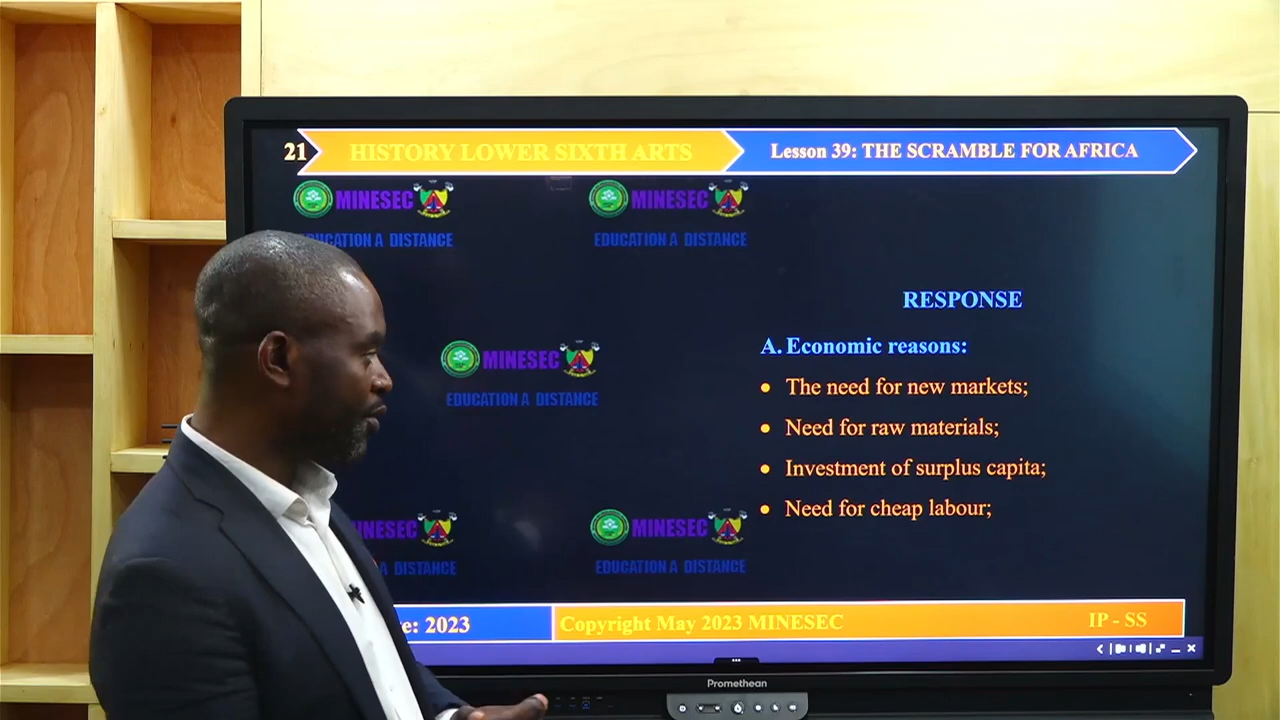 21
HISTORY LOWER SIXTH ARTS
Lesson 39: THE SCRAMBLE FOR AFRICA
MINESEC
MINESEC
EDUCATION A DISTANCE
EDUCATION A DISTANCE
RESPONSE
A. Economic reasons:
MINESEC
EDUCATION A DISTANCE
• The need for new markets;
• Need for raw materials;
• Investment of surplus capita;
• Need for cheap labour;
MINESEC
MINESEC
A DISTANCE
EDUCATION A DISTANCE
2023
Copyright May 2023 MINESEC
IP - SS
Promethean